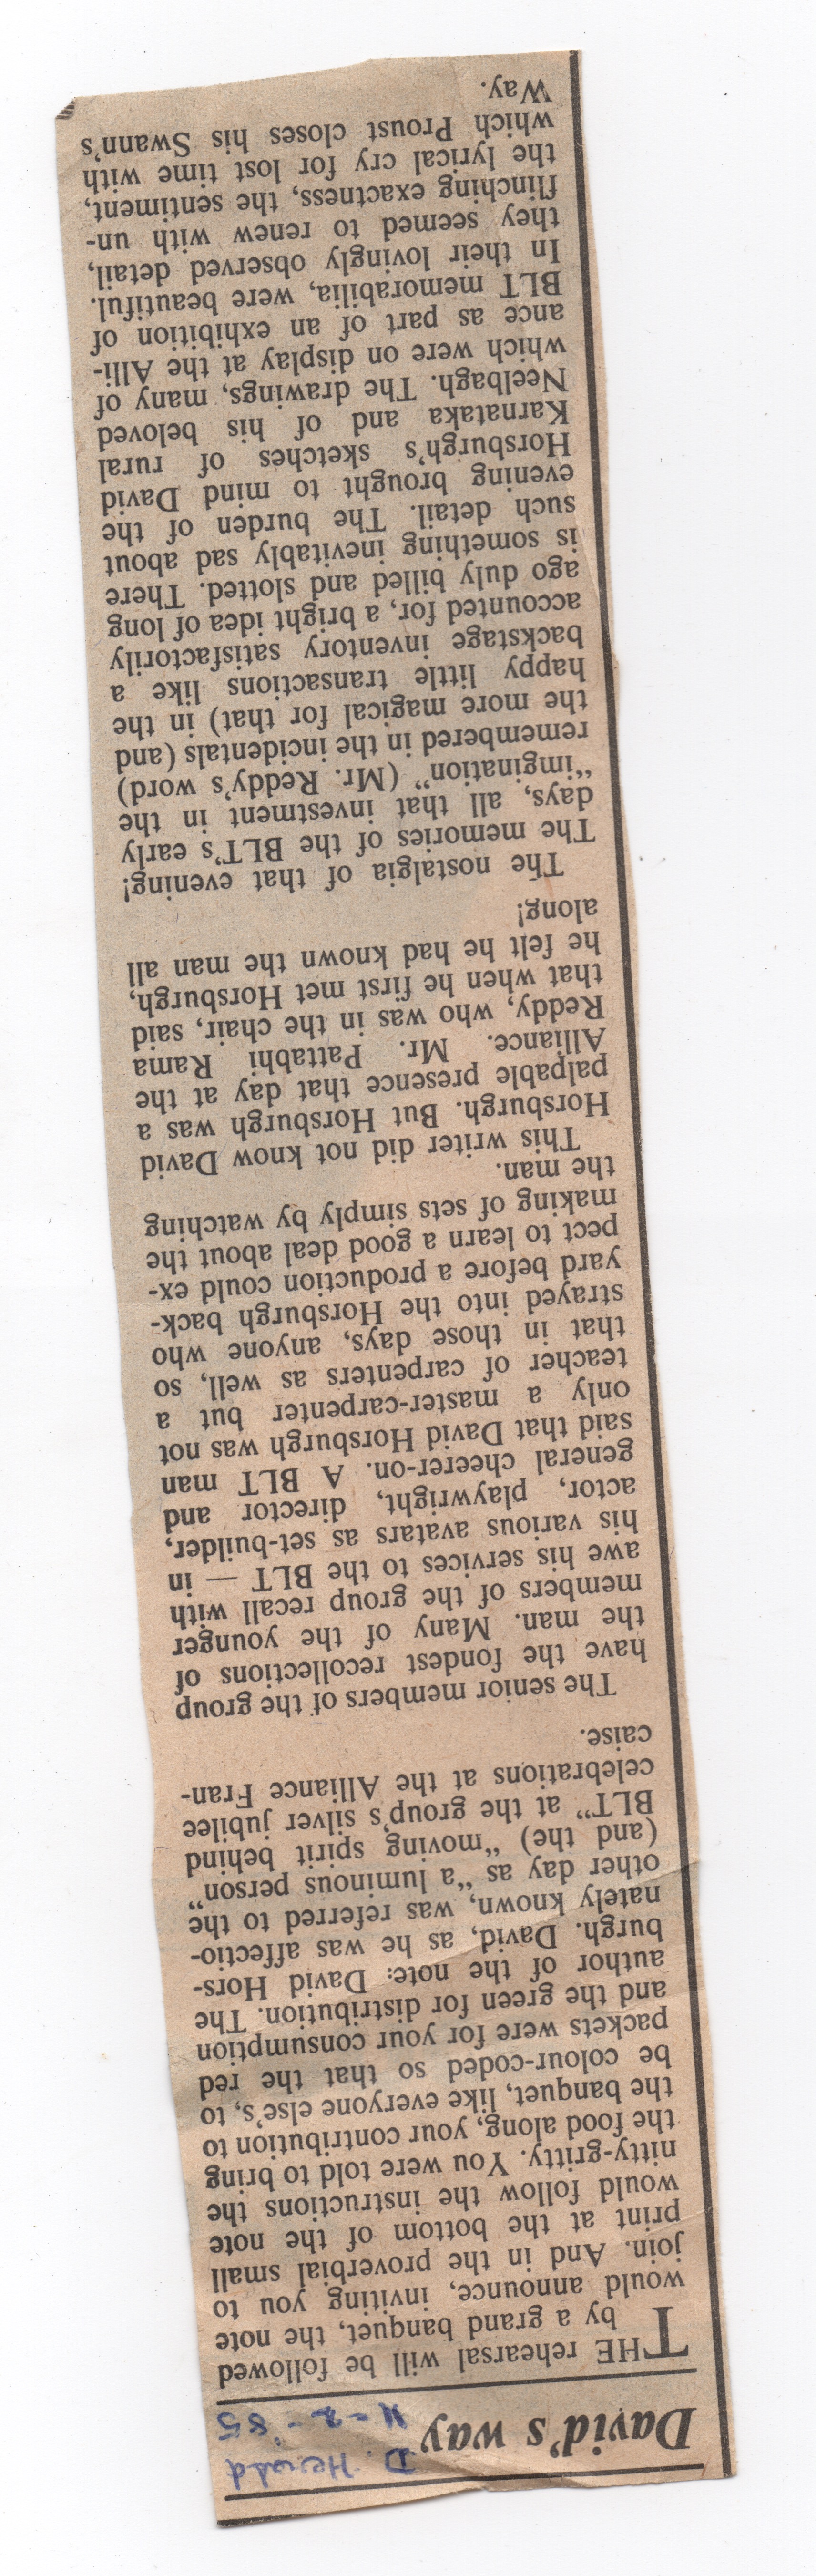 David's way
D. Herald
11-2-'85
THE rehearsal will be followed
by a grand banquet, the note
would announce, inviting you to
join. And in the proverbial small
print at the bottom of the note
would follow the instructions the
nitty-gritty. You were told to bring
the food along, your contribution to
the banquet, like everyone else's, to
be colour-coded so that the red
packets were for your consumption
and the green for distribution. The
author of the note: David Hors-
burgh. David, as he was affectio-
nately known, was referred to the
other day as "a luminous person"
(and the) "moving spirit behind
BLT" at the group's silver jubilee
celebrations at the Alliance Fran-
caise.
The senior members of the group
have the fondest recollections of
the man. Many of the younger
members of the group recall with
awe his services to the BLT — in
his various avatars as set-builder,
actor, playwright, director and
general cheerer-on. A BLT man
said that David Horsburgh was not
only a master-carpenter but a
teacher of carpenters as well, so
that in those days, anyone who
strayed into the Horsburgh back-
yard before a production could ex-
pect to learn a good deal about the
making of sets simply by watching
the man.
This writer did not know David
Horsburgh. But Horsburgh was a
palpable presence that day at the
Alliance. Mr. Pattabhi Rama
Reddy, who was in the chair, said
that when he first met Horsburgh,
he felt he had known the man all
along!
The nostalgia of that evening!
The memories of the BLT's early
days, all that investment in the
"imgination" (Mr. Reddy's word)
remembered in the incidentals (and
the more magical for that) in the
happy little transactions like a
backstage inventory satisfactorily
accounted for, a bright idea of long
ago duly billed and slotted. There
is something inevitably sad about
such detail. The burden of the
evening brought to mind David
Horsburgh's sketches of rural
Karnataka and of his beloved
Neelbagh. The drawings, many of
which were on display at the Alli-
ance as part of an exhibition of
BLT memorabilia, were beautiful.
In their lovingly observed detail,
they seemed to renew with un-
flinching exactness, the sentiment,
the lyrical cry for lost time with
which Proust closes his Swann's
Way.